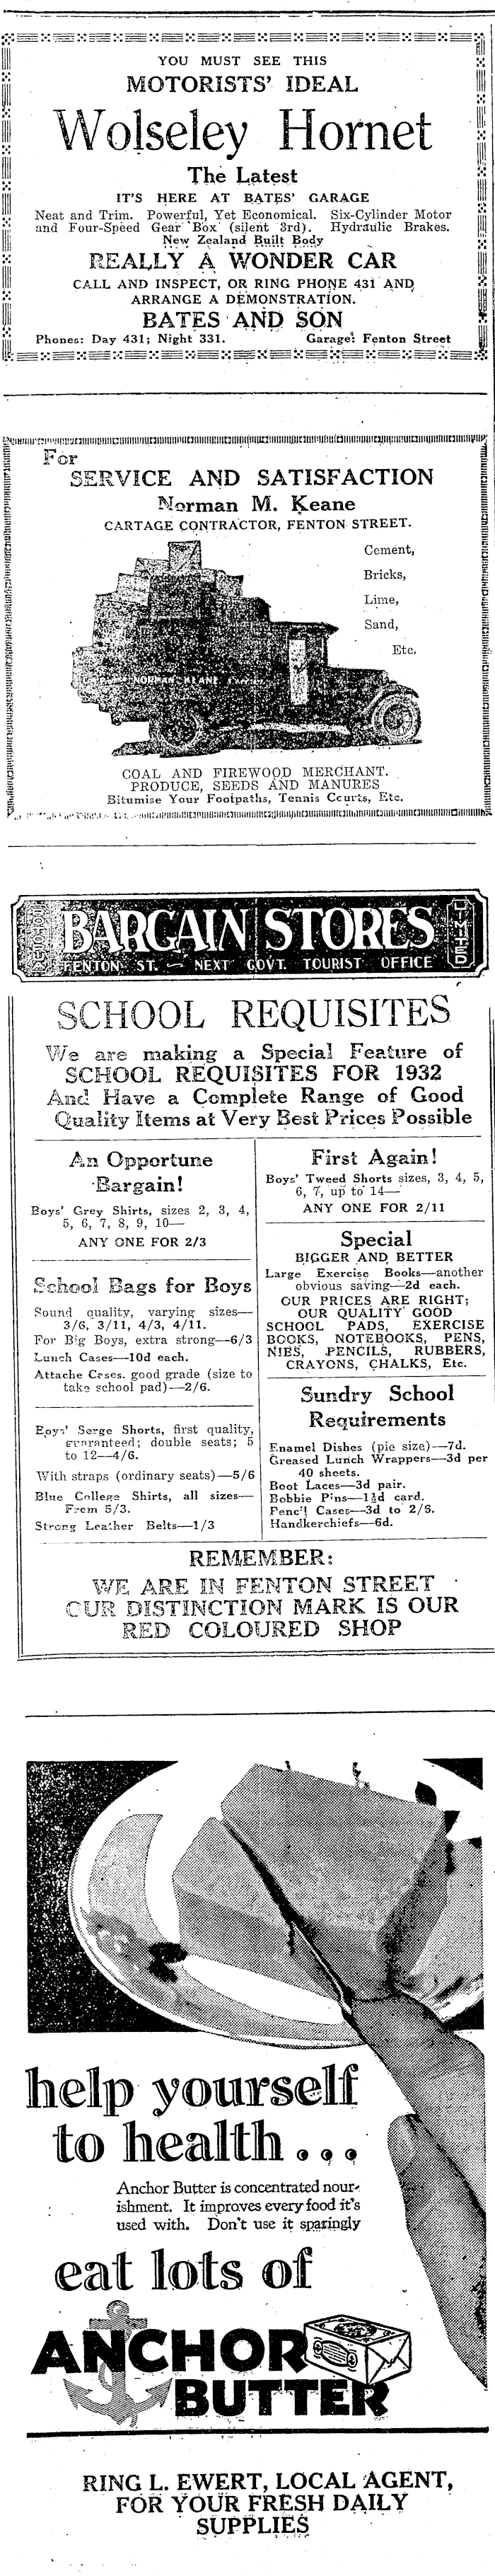 YOU MUST SEE THIS
MOTORISTS' IDEAL
Wolseley Hornet
The Latest
IT'S HERE AT BATES' GARAGE
Neat and Trim. Powerful, Yet Economical. Six-Cylinder Motor
and Four-Speed Gear Box (silent 3rd). Hydraulic Brakes.
New Zealand Built Body
REALLY A WONDER CAR
CALL AND INSPECT, OR RING PHONE 431 AND
ARRANGE A DEMONSTRATION.
BATES AND SON
Phones: Day 431; Night 331. Garage: Fenton Street
For
SERVICE AND SATISFACTION
Norman M. Keane
CARTAGE CONTRACTOR, FENTON STREET.
Cement,
Bricks,
Lime,
Sand,
Etc.
NORMAN KEANE
COAL AND FIREWOOD MERCHANT.
PRODUCE, SEEDS AND MANURES
Bitumise Your Footpaths, Tennis Courts, Etc.
BARGAIN STORES
LIMITED
FENTON ST. — NEXT GOVT. TOURIST OFFICE
SCHOOL REQUISITES
We are making a Special Feature of
SCHOOL REQUISITES FOR 1932
And Have a Complete Range of Good
Quality Items at Very Best Prices Possible
An Opportune
Bargain!
Boys' Grey Shirts, sizes 2, 3, 4,
5, 6, 7, 8, 9, 10—
ANY ONE FOR 2/3
School Bags for Boys
Sound quality, varying sizes—
3/6, 3/11, 4/3, 4/11.
For Big Boys, extra strong—6/3
Lunch Cases—10d each.
Attache Cases, good grade (size to
take school pad)—2/6.
Boys' Serge Shorts, first quality,
guaranteed; double seats; 5
to 12—4/6.
With straps (ordinary seats)—5/6
Blue College Shirts, all sizes—
From 5/3.
Strong Leather Belts—1/3
First Again!
Boys' Tweed Shorts sizes, 3, 4, 5,
6, 7, up to 14—
ANY ONE FOR 2/11
Special
BIGGER AND BETTER
Large Exercise Books—another
obvious saving—2d each.
OUR PRICES ARE RIGHT;
OUR QUALITY GOOD
SCHOOL PADS, EXERCISE
BOOKS, NOTEBOOKS, PENS,
NIBS, PENCILS, RUBBERS,
CRAYONS, CHALKS, Etc.
Sundry School
Requirements
Enamel Dishes (pie size)—7d.
Greased Lunch Wrappers—3d per
40 sheets.
Boot Laces—3d pair.
Bobbie Pins—1½d card.
Pencil Cases—3d to 2/6.
Handkerchiefs—6d.
REMEMBER:
WE ARE IN FENTON STREET
OUR DISTINCTION MARK IS OUR
RED COLOURED SHOP
help yourself
to health...
Anchor Butter is concentrated nour-
ishment. It improves every food it's
used with. Don't use it sparingly
eat lots of
ANCHOR
BUTTER
RING L. EWERT, LOCAL AGENT,
FOR YOUR FRESH DAILY
SUPPLIES